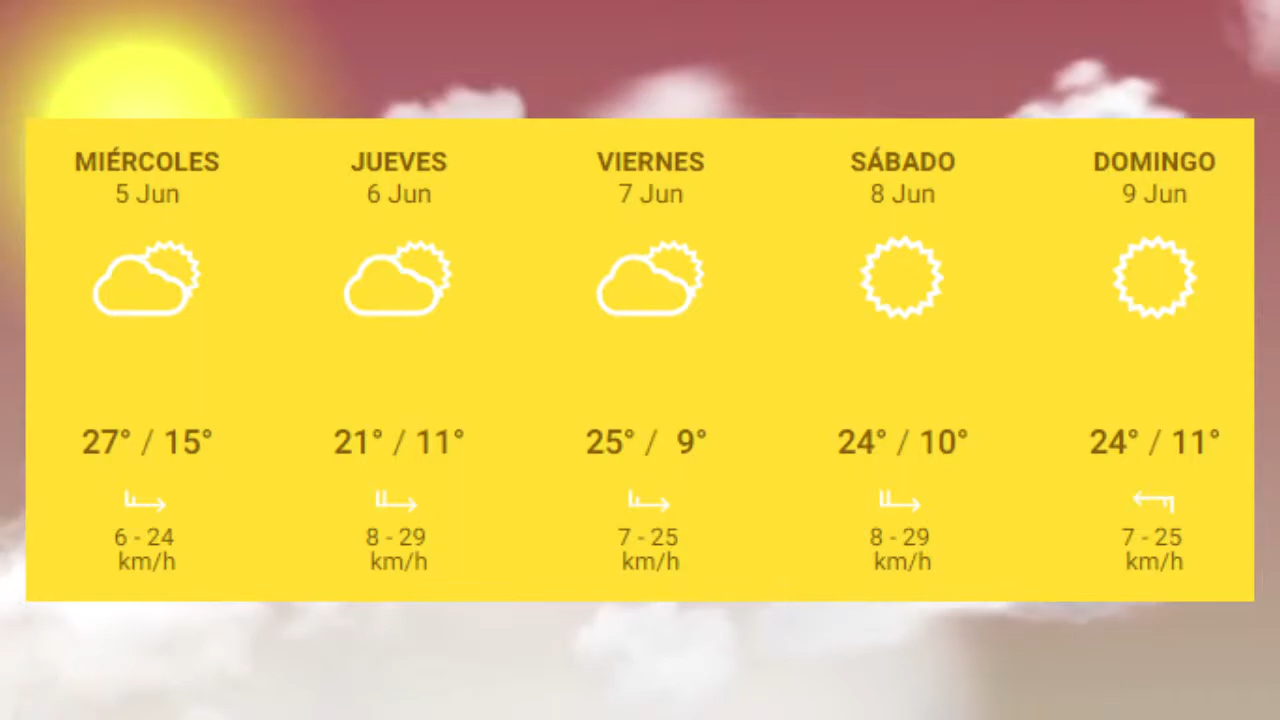 MIÉRCOLES
5 Jun
27° / 15°
6 - 24
km/h
JUEVES
6 Jun
21° / 11°
8 - 29
km/h
VIERNES
7 Jun
25° / 9°
7 - 25
km/h
SÁBADO
8 Jun
24° / 10°
8 - 29
km/h
DOMINGO
9 Jun
24° / 11°
7 - 25
km/h